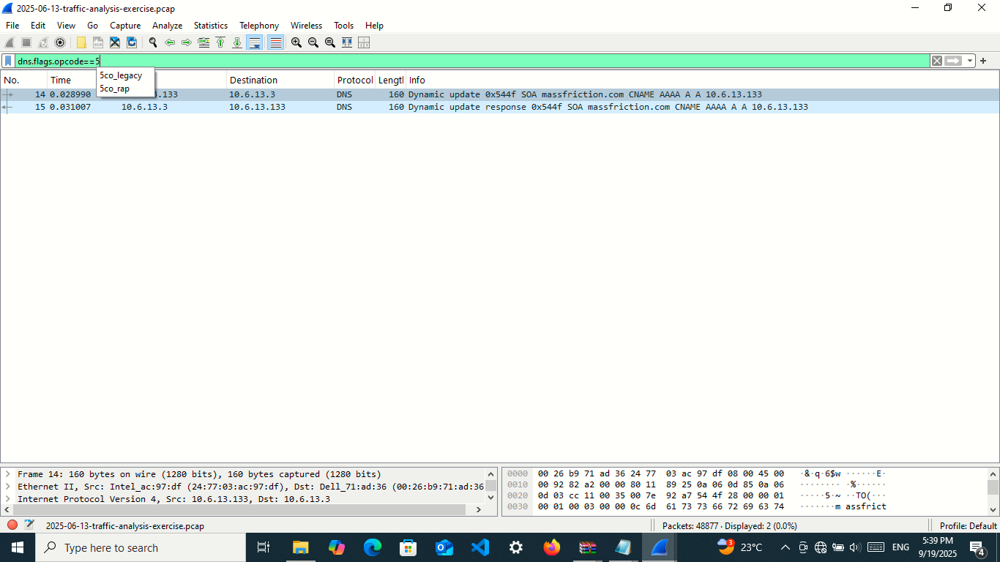 2025-06-13-traffic-analysis-exercise.pcap
File Edit View Go Capture Analyze Statistics Telephony Wireless Tools Help
dns.flags.opcode==5
5co_legacy
5co_rap
No. Time Destination Protocol Lengtl Info
14 0.028990 .133 10.6.13.3 DNS 160 Dynamic update 0x544f SOA massfriction.com CNAME AAAA A A 10.6.13.133
15 0.031007 10.6.13.3 10.6.13.133 DNS 160 Dynamic update response 0x544f SOA massfriction.com CNAME AAAA A A 10.6.13.133
Frame 14: 160 bytes on wire (1280 bits), 160 bytes captured (1280 bits)
Ethernet II, Src: Intel_ac:97:df (24:77:03:ac:97:df), Dst: Dell_71:ad:36 (00:26:b9:71:ad:36
Internet Protocol Version 4, Src: 10.6.13.133, Dst: 10.6.13.3
0000 00 26 b9 71 ad 36 24 77 03 ac 97 df 08 00 45 00 ·&·q·6$w ······E·
0010 00 92 82 a2 00 00 80 11 89 25 0a 06 0d 85 0a 06 ········ ·%······
0020 0d 03 cc 11 00 35 00 7e 92 a7 54 4f 28 00 00 01 ·····5·~ ··TO(···
0030 00 01 00 03 00 00 0c 6d 61 73 73 66 72 69 63 74 ·······m assfrict
2025-06-13-traffic-analysis-exercise.pcap Packets: 48877 · Displayed: 2 (0.0%) Profile: Default
Type here to search
3
23°C
ENG
5:39 PM
9/19/2025
4